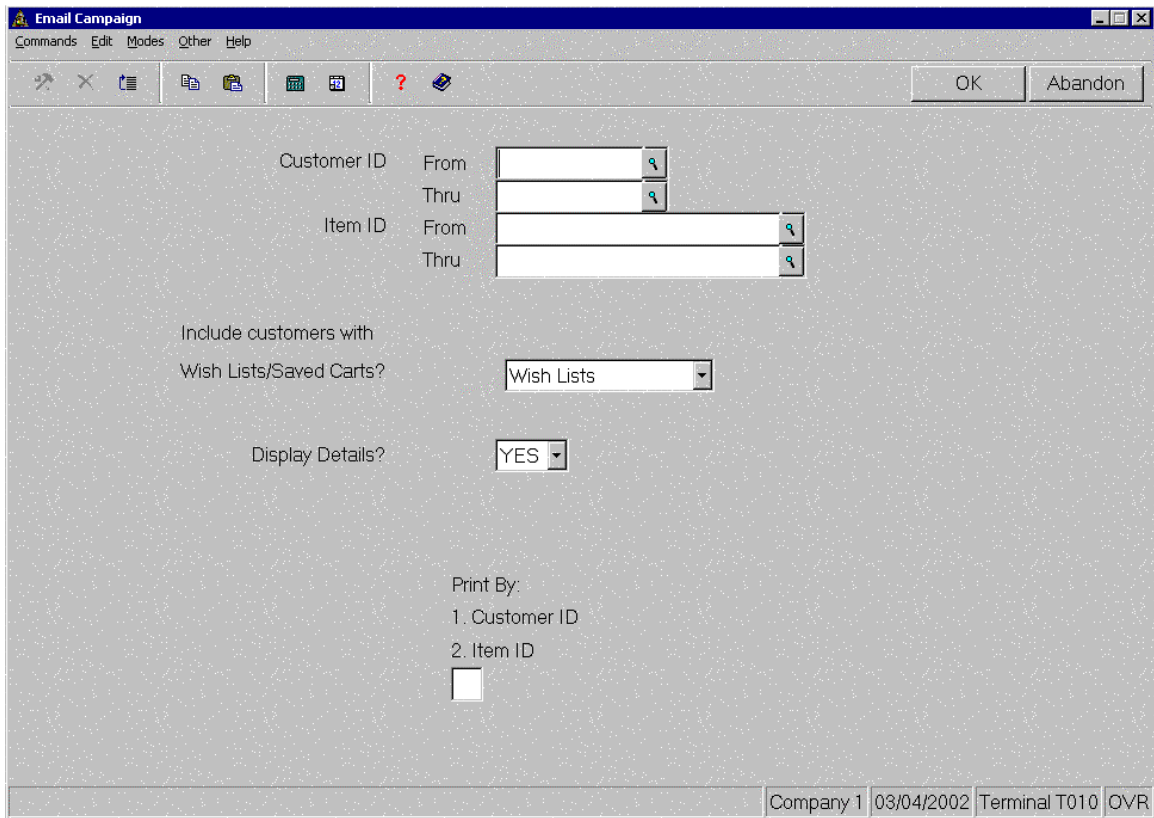 Email Campaign
Commands Edit Modes Other Help
12 ? OK Abandon
Customer ID From
Thru
Item ID From
Thru
Include customers with
Wish Lists/Saved Carts? Wish Lists
Display Details? YES
Print By:
1. Customer ID
2. Item ID
Company 1 03/04/2002 Terminal T010 OVR